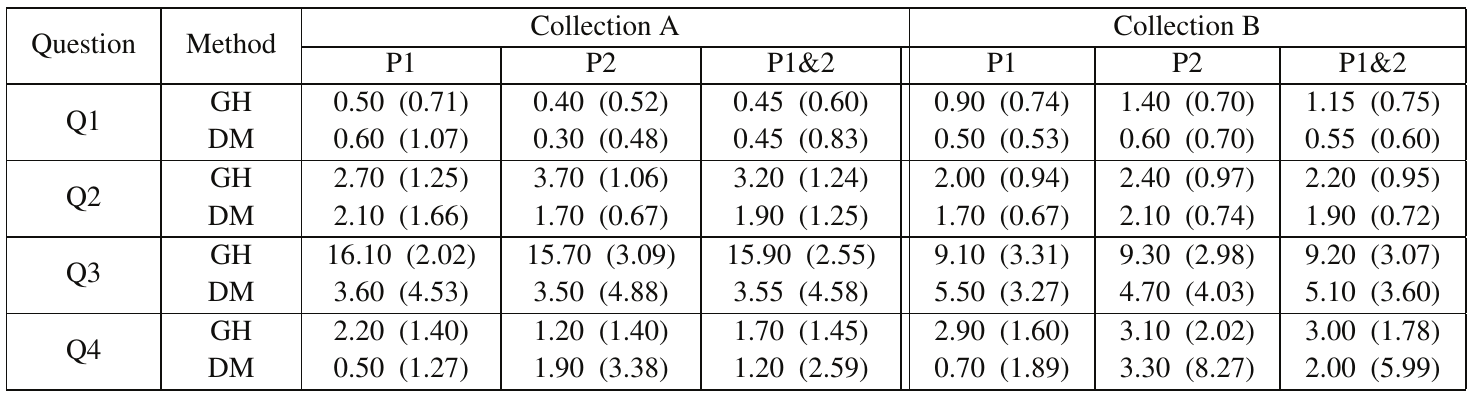 Question Method Collection A Collection B
P1 P2 P1&2 P1 P2 P1&2
Q1 GH 0.50 (0.71) 0.40 (0.52) 0.45 (0.60) 0.90 (0.74) 1.40 (0.70) 1.15 (0.75)
DM 0.60 (1.07) 0.30 (0.48) 0.45 (0.83) 0.50 (0.53) 0.60 (0.70) 0.55 (0.60)
Q2 GH 2.70 (1.25) 3.70 (1.06) 3.20 (1.24) 2.00 (0.94) 2.40 (0.97) 2.20 (0.95)
DM 2.10 (1.66) 1.70 (0.67) 1.90 (1.25) 1.70 (0.67) 2.10 (0.74) 1.90 (0.72)
Q3 GH 16.10 (2.02) 15.70 (3.09) 15.90 (2.55) 9.10 (3.31) 9.30 (2.98) 9.20 (3.07)
DM 3.60 (4.53) 3.50 (4.88) 3.55 (4.58) 5.50 (3.27) 4.70 (4.03) 5.10 (3.60)
Q4 GH 2.20 (1.40) 1.20 (1.40) 1.70 (1.45) 2.90 (1.60) 3.10 (2.02) 3.00 (1.78)
DM 0.50 (1.27) 1.90 (3.38) 1.20 (2.59) 0.70 (1.89) 3.30 (8.27) 2.00 (5.99)